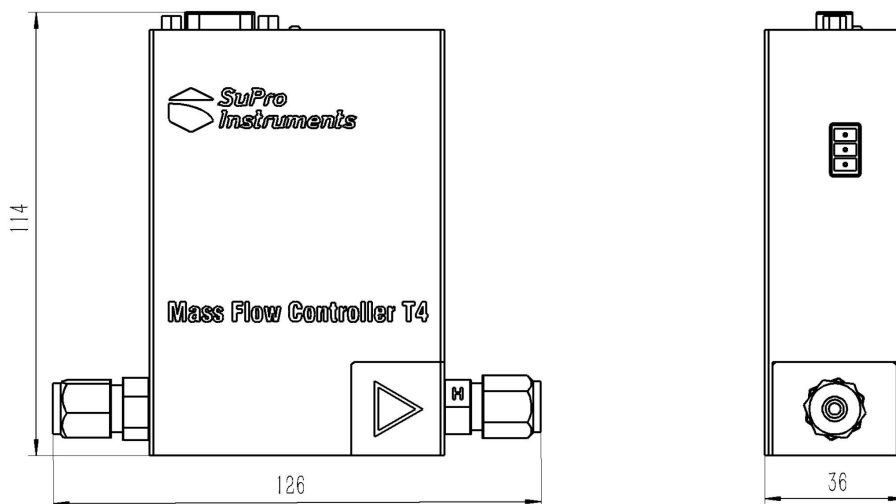 SuPro
Instruments
114
Mass Flow Controller T4
H
126
36